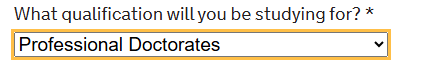 What qualification will you be studying for? *
Professional Doctorates